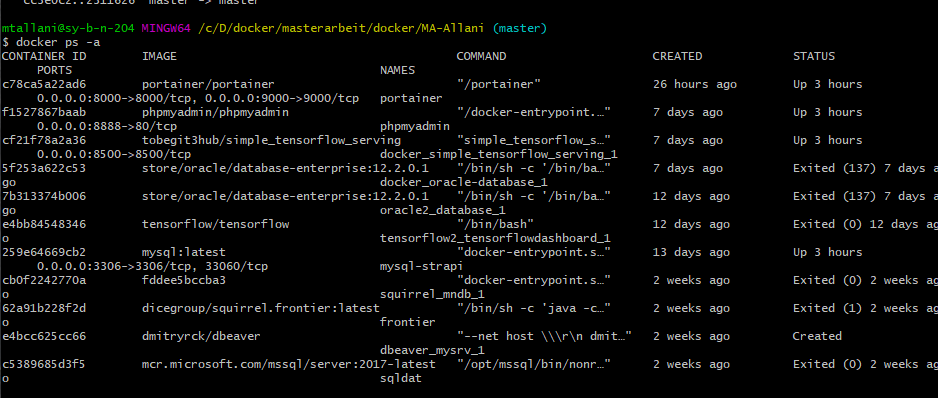 CC5e0c2..2511626  master -> master
mtallani@sy-b-n-204 MINGW64 /c/D/docker/masterarbeit/docker/MA-Allani (master)
$ docker ps -a
CONTAINER ID IMAGE COMMAND CREATED STATUS
PORTS NAMES
c78ca5a22ad6 portainer/portainer "/portainer" 26 hours ago Up 3 hours
0.0.0.0:8000->8000/tcp, 0.0.0.0:9000->9000/tcp portainer
f1527867baab phpmyadmin/phpmyadmin "/docker-entrypoint.…" 7 days ago Up 3 hours
0.0.0.0:8888->80/tcp phpmyadmin
cf21f78a2a36 tobegit3hub/simple_tensorflow_serving "simple_tensorflow_s…" 7 days ago Up 3 hours
0.0.0.0:8500->8500/tcp docker_simple_tensorflow_serving_1
5f253a622c53 store/oracle/database-enterprise:12.2.0.1 "/bin/sh -c '/bin/ba…" 7 days ago Exited (137) 7 days a
go docker_oracle-database_1
7b313374b006 store/oracle/database-enterprise:12.2.0.1 "/bin/sh -c '/bin/ba…" 12 days ago Exited (137) 7 days a
go oracle2_database_1
e4bb84548346 tensorflow/tensorflow "/bin/bash" 12 days ago Exited (0) 12 days ag
o tensorflow2_tensorflowdashboard_1
259e64669cb2 mysql:latest "docker-entrypoint.s…" 13 days ago Up 3 hours
0.0.0.0:3306->3306/tcp, 33060/tcp mysql-strapi
cb0f2242770a fddee5bccba3 "docker-entrypoint.s…" 2 weeks ago Exited (0) 2 weeks ag
o squirrel_mndb_1
62a91b228f2d dicegroup/squirrel.frontier:latest "/bin/sh -c 'java -c…" 2 weeks ago Exited (1) 2 weeks ag
o frontier
e4bcc625cc66 dmitryrck/dbeaver "--net host \\\r\n dmit…" 2 weeks ago Created
dbeaver_mysrv_1
c5389685d3f5 mcr.microsoft.com/mssql/server:2017-latest "/opt/mssql/bin/nonr…" 2 weeks ago Exited (0) 2 weeks ag
o sqldat